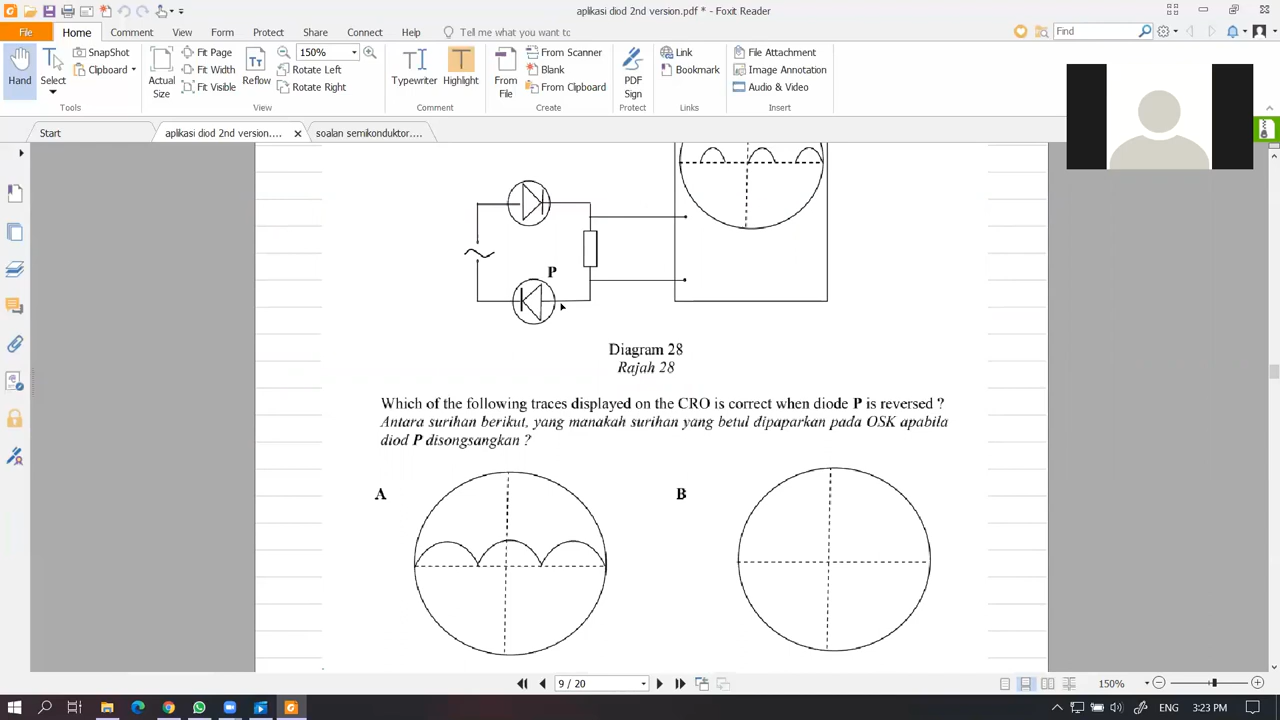 aplikasi diod 2nd version.pdf * - Foxit Reader
File Home Comment View Form Protect Share Connect Help Tell me what you want to
Find
Hand
Select
SnapShot
Clipboard
Tools
Actual Size
Fit Page
Fit Width
Fit Visible
Reflow
150%
Rotate Left
Rotate Right
View
Typewriter
Highlight
Comment
From File
From Scanner
Blank
From Clipboard
Create
PDF Sign
Protect
Link
Bookmark
Links
File Attachment
Image Annotation
Audio & Video
Insert
Start
aplikasi diod 2nd version....
soalan semikonduktor....
P
Diagram 28
Rajah 28
Which of the following traces displayed on the CRO is correct when diode P is reversed ?
Antara surihan berikut, yang manakah surihan yang betul dipaparkan pada OSK apabila
diod P disongsangkan ?
A
B
9 / 20
150%
ENG
3:23 PM